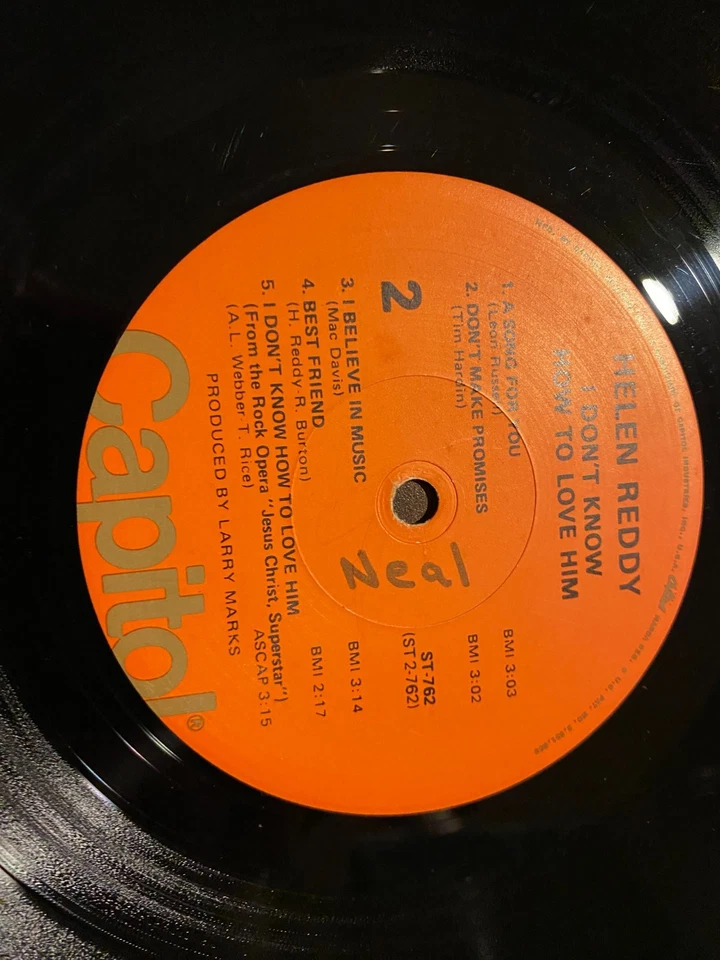 HELEN REDDY
I DON'T KNOW
HOW TO LOVE HIM
1. A SONG FOR YOU BMI 3:03
(Leon Russell)
2. DON'T MAKE PROMISES BMI 3:02
(Tim Hardin)
2
ST-762
(ST 2-762)
Neal
3. I BELIEVE IN MUSIC BMI 3:14
(Mac Davis)
4. BEST FRIEND BMI 2:17
(H. Reddy-R. Burton)
5. I DON'T KNOW HOW TO LOVE HIM
(From the Rock Opera "Jesus Christ, Superstar")
(A.L. Webber-T. Rice) ASCAP 3:15
PRODUCED BY LARRY MARKS
Capitol®